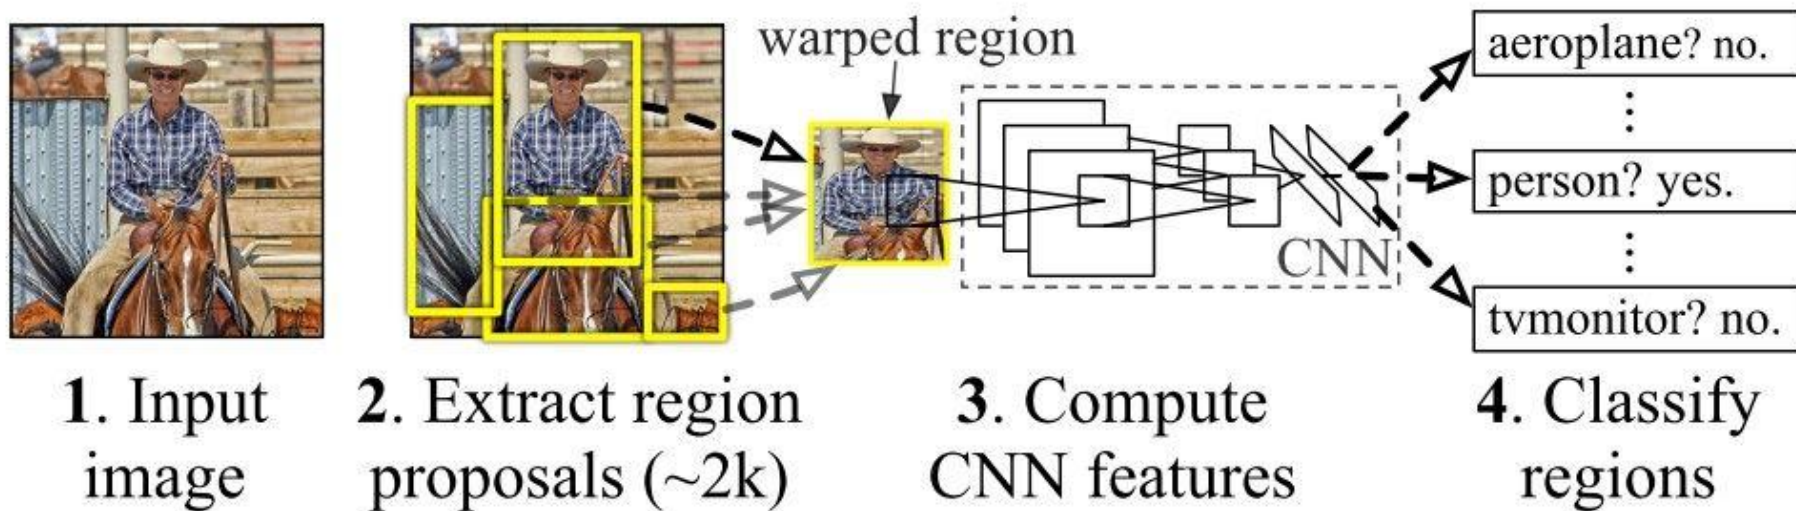 warped region
aeroplane? no.
person? yes.
CNN
tvmonitor? no.
1. Input
image
2. Extract region
proposals (~2k)
3. Compute
CNN features
4. Classify
regions